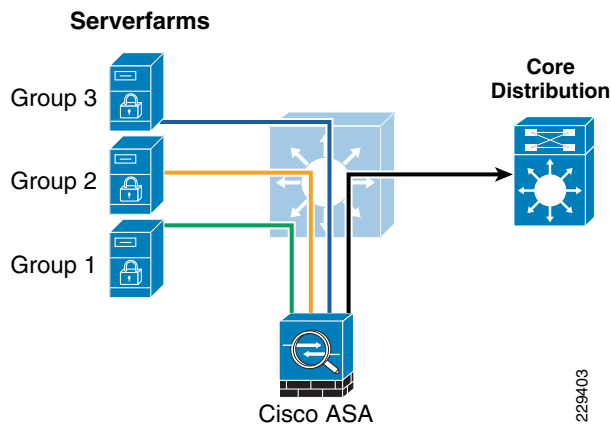 Serverfarms
Group 3
Group 2
Group 1
Core
Distribution
Cisco ASA
229403